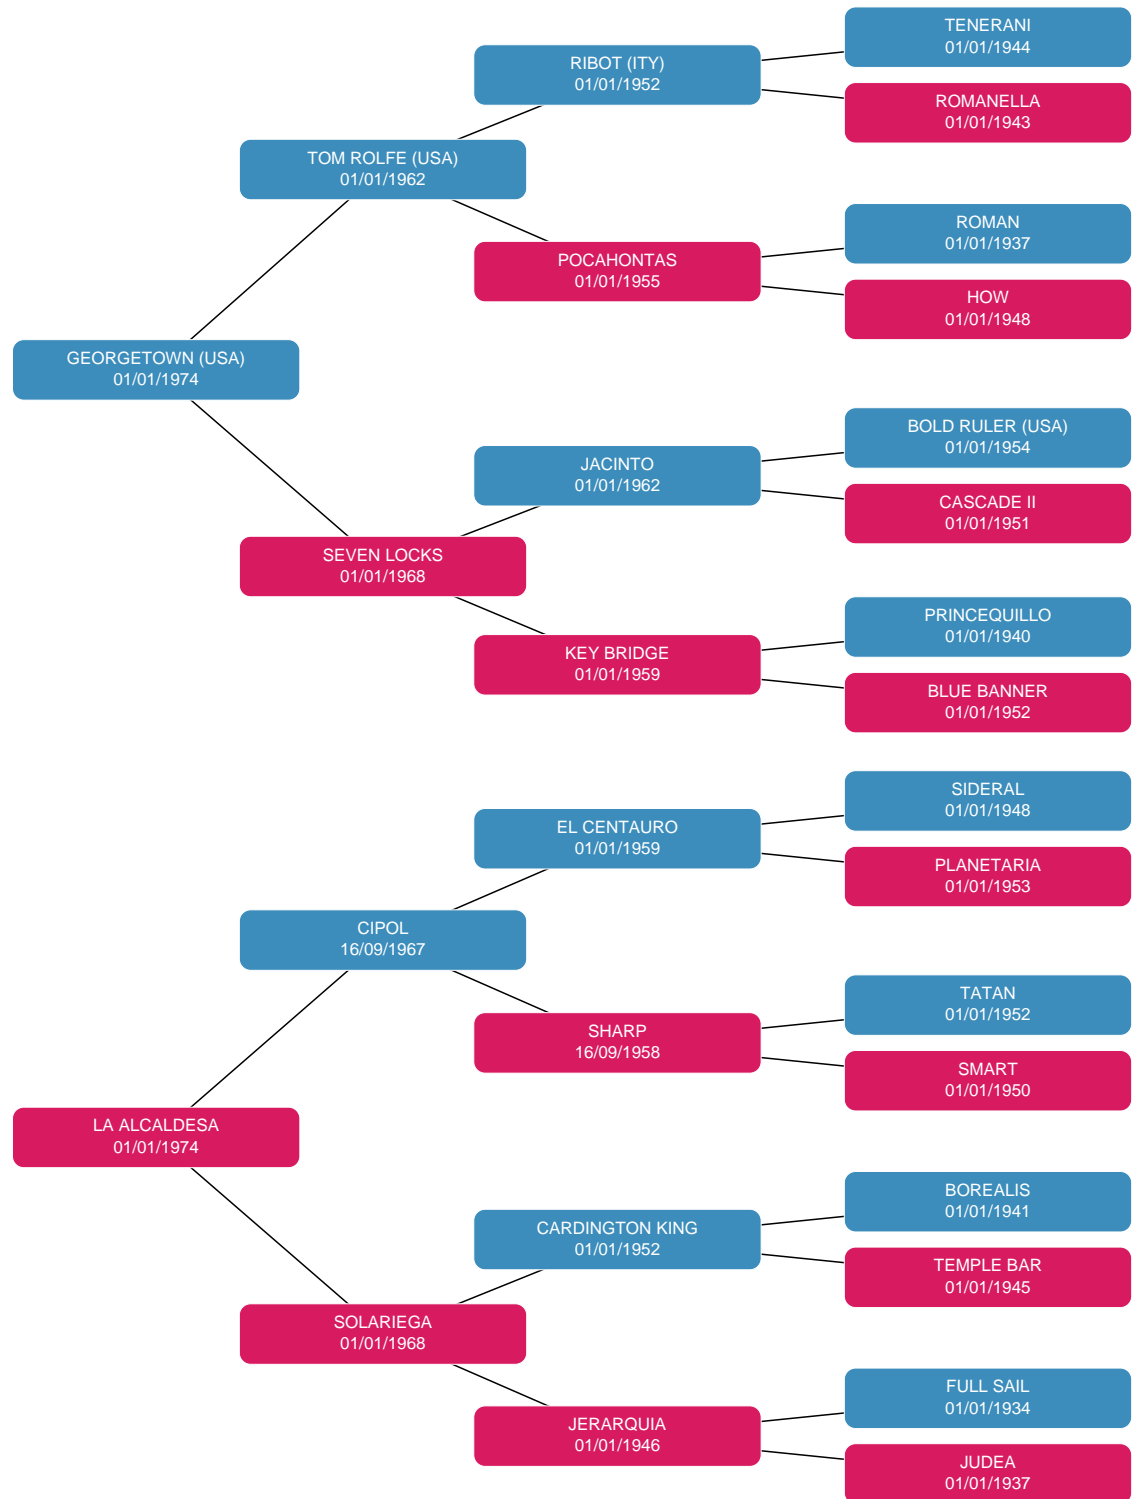 TENERANI
01/01/1944
RIBOT (ITY)
01/01/1952
ROMANELLA
01/01/1943
TOM ROLFE (USA)
01/01/1962
ROMAN
01/01/1937
POCAHONTAS
01/01/1955
HOW
01/01/1948
GEORGETOWN (USA)
01/01/1974
BOLD RULER (USA)
01/01/1954
JACINTO
01/01/1962
CASCADE II
01/01/1951
SEVEN LOCKS
01/01/1968
PRINCEQUILLO
01/01/1940
KEY BRIDGE
01/01/1959
BLUE BANNER
01/01/1952
SIDERAL
01/01/1948
EL CENTAURO
01/01/1959
PLANETARIA
01/01/1953
CIPOL
16/09/1967
TATAN
01/01/1952
SHARP
16/09/1958
SMART
01/01/1950
LA ALCALDESA
01/01/1974
BOREALIS
01/01/1941
CARDINGTON KING
01/01/1952
TEMPLE BAR
01/01/1945
SOLARIEGA
01/01/1968
FULL SAIL
01/01/1934
JERARQUIA
01/01/1946
JUDEA
01/01/1937